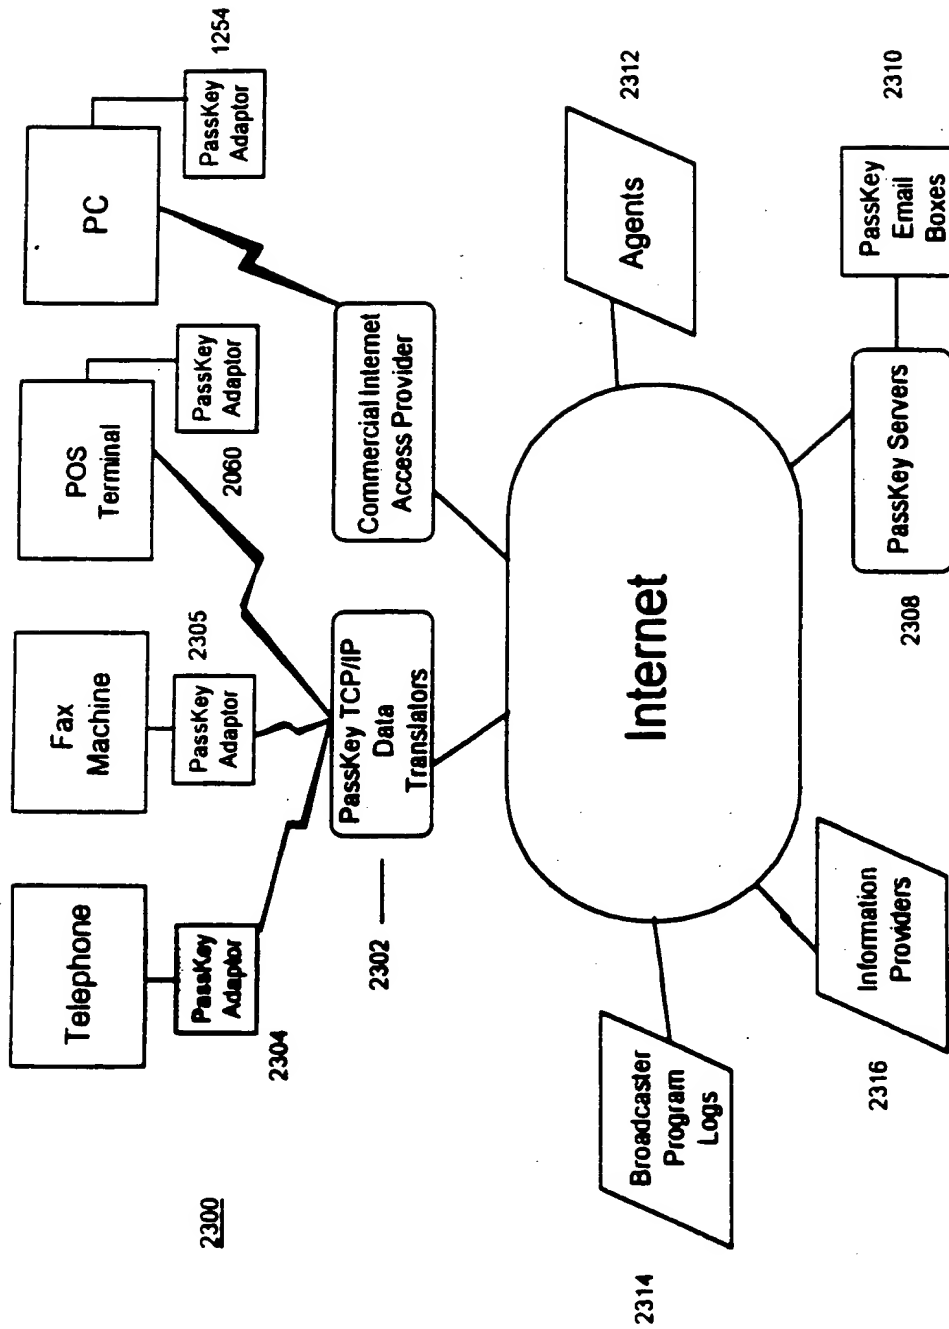 2300
Telephone
PassKey
Adaptor
2304
Fax
Machine
PassKey
Adaptor
2305
POS
Terminal
PassKey
Adaptor
2060
PC
PassKey
Adaptor
1254
2302
PassKey TCP/IP
Data
Translators
Commercial Internet
Access Provider
Internet
Agents
2312
Broadcaster
Program
Logs
2314
Information
Providers
2316
PassKey Servers
2308
PassKey
Email
Boxes
2310